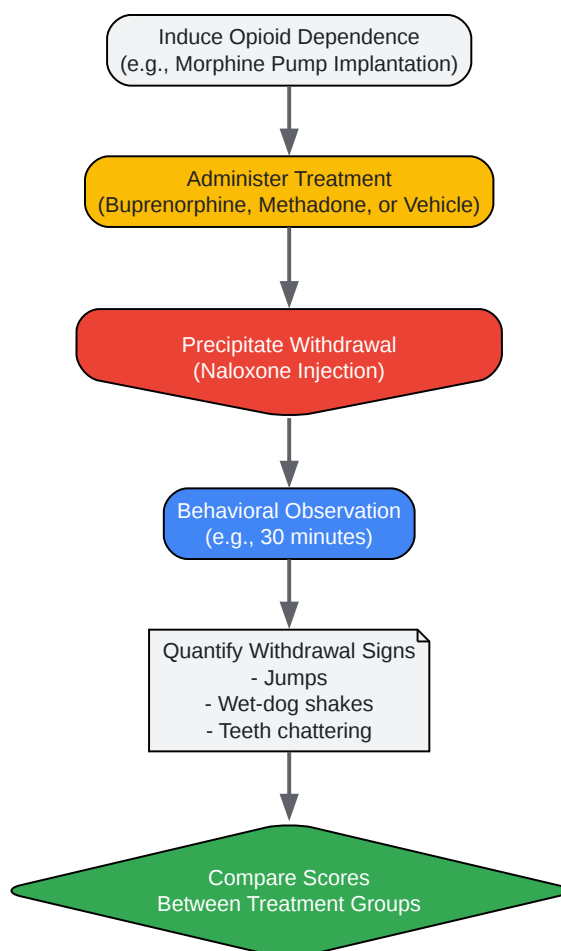 Induce Opioid Dependence
(e.g., Morphine Pump Implantation)
Administer Treatment
(Buprenorphine, Methadone, or Vehicle)
Precipitate Withdrawal
(Naloxone Injection)
Behavioral Observation
(e.g., 30 minutes)
Quantify Withdrawal Signs
- Jumps
- Wet-dog shakes
- Teeth chattering
Compare Scores
Between Treatment Groups